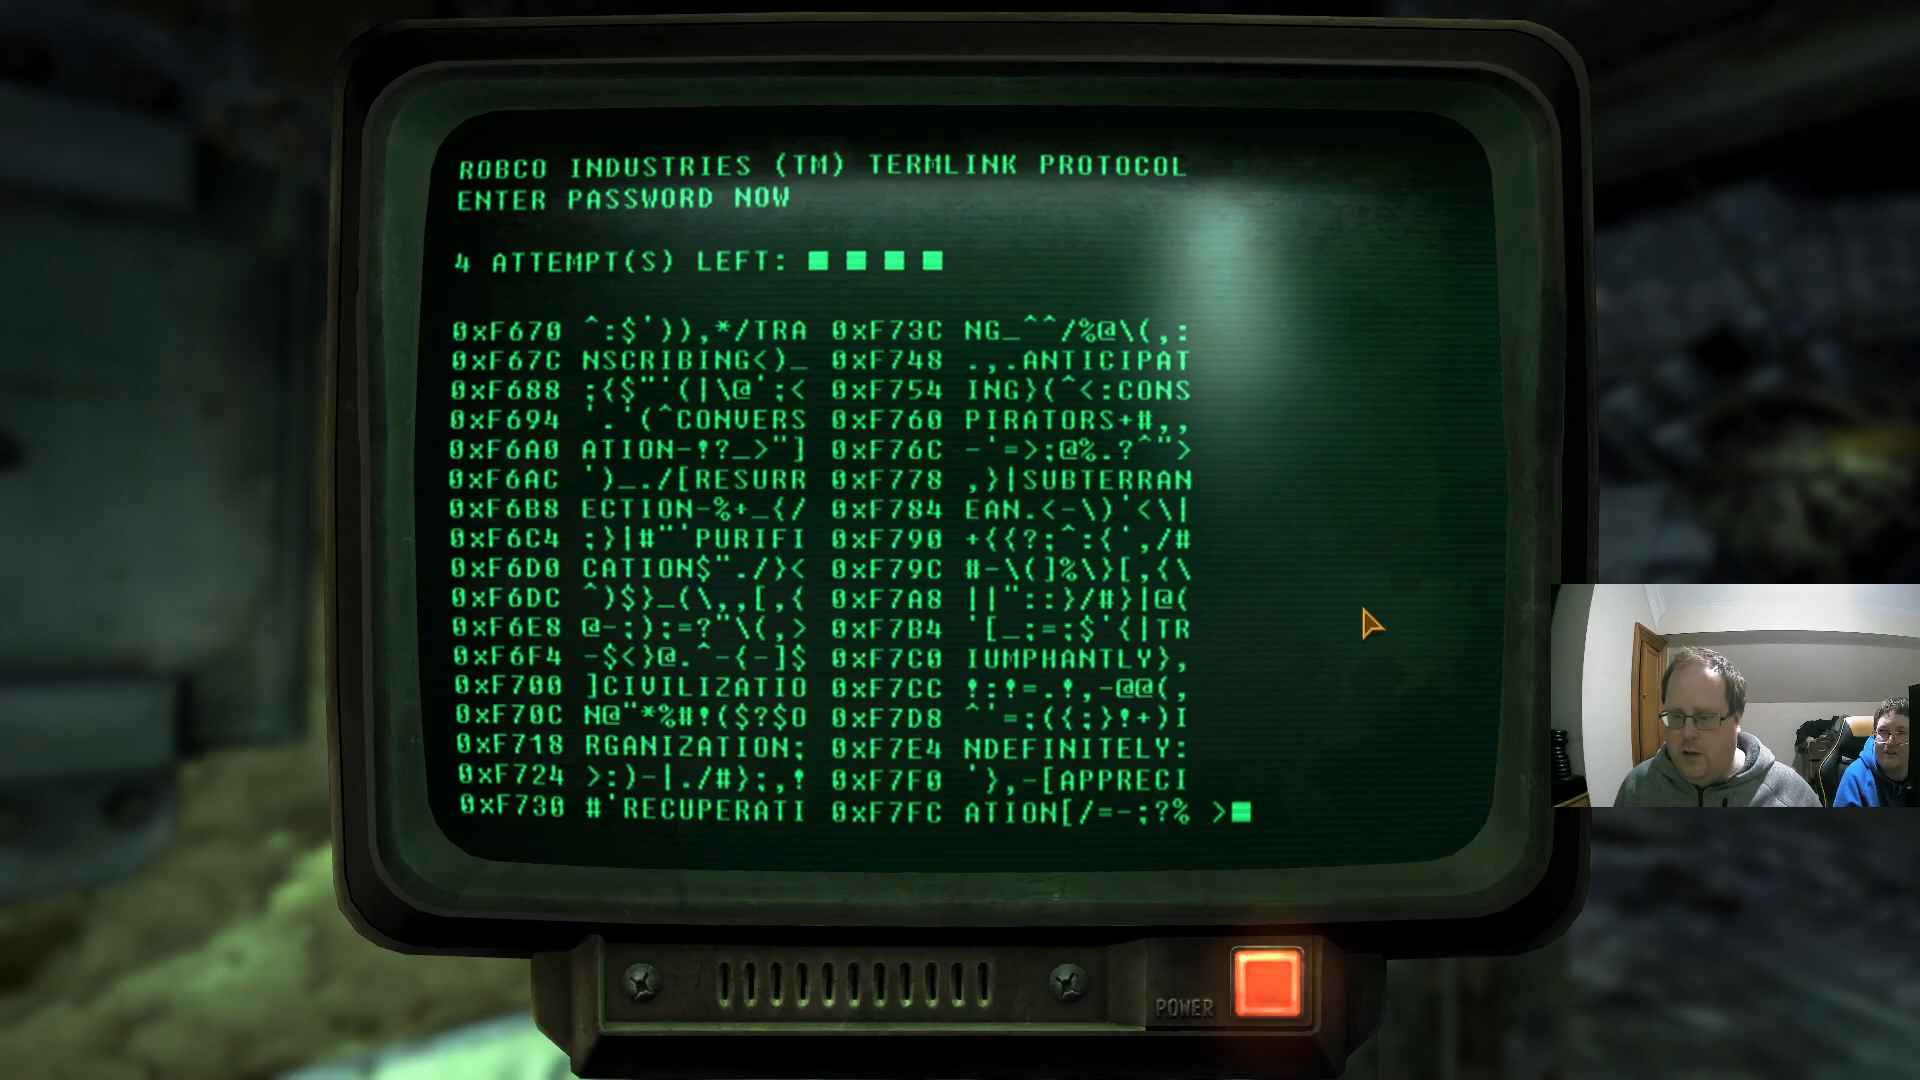 ROBCO INDUSTRIES (TM) TERMLINK PROTOCOL
ENTER PASSWORD NOW
4 ATTEMPT(S) LEFT: ■ ■ ■ ■
0xF670 ^:$')),*/TRA 0xF73C NG_^^/%@\(,:
0xF67C NSCRIBING<)_ 0xF748 .,.ANTICIPAT
0xF688 ;{$"'(|\@';< 0xF754 ING}(^<:CONS
0xF694 '.'(^CONVERS 0xF760 PIRATORS+#,,
0xF6A0 ATION-!?_>"] 0xF76C -'=>;@%.?^">
0xF6AC ')_./[RESURR 0xF778 ,}|SUBTERRAN
0xF6B8 ECTION-%+_{/ 0xF784 EAN.<-\)'<\|
0xF6C4 ;}|#"'PURIFI 0xF790 +{{?;^:{',/#
0xF6D0 CATION$"./}< 0xF79C #-\(]%\}[,{\
0xF6DC ^)$}_(\,,[,{ 0xF7A8 ||"::}/#}|@(
0xF6E8 @-;);=?"\(,> 0xF7B4 '[_;=;$'{|TR
0xF6F4 -$<}@.^-{-]$ 0xF7C0 IUMPHANTLY},
0xF700 ]CIVILIZATIO 0xF7CC !:!=.!,-@@(,
0xF70C N@"*%#!($?$O 0xF7D8 ^'=;({;}!+)I
0xF718 RGANIZATION; 0xF7E4 NDEFINITELY:
0xF724 >:)-|./#};,! 0xF7F0 '},-[APPRECI
0xF730 #'RECUPERATI 0xF7FC ATION[/=-;?% >■
POWER